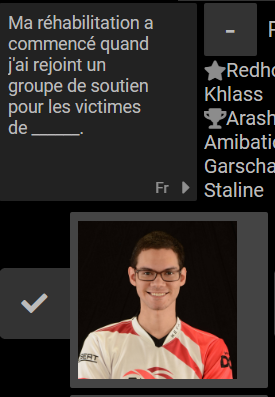 Ma réhabilitation a
commencé quand
j'ai rejoint un
groupe de soutien
pour les victimes
de ______.
Fr
-
Redho
Khlass
Arash
Amibati
Garscha
Staline